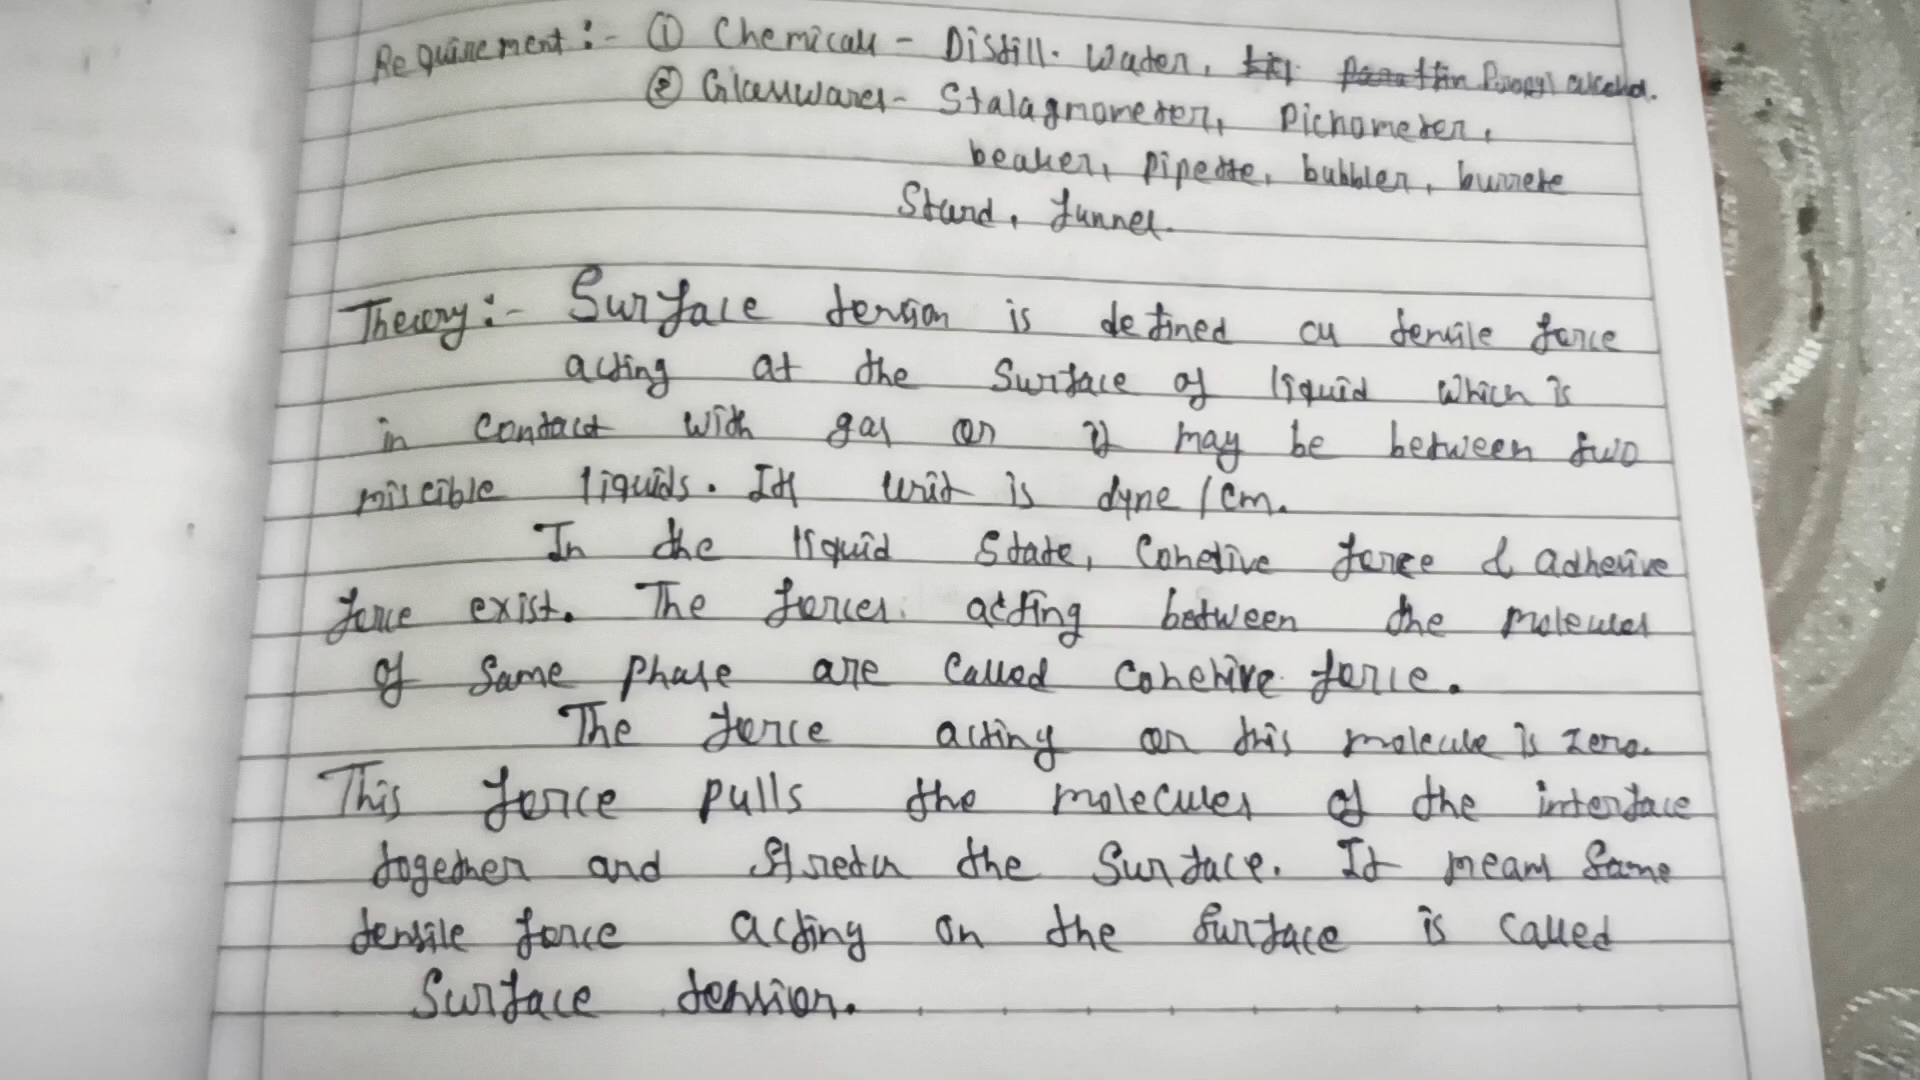 Requirement :- ① Chemicals - Distill. Water, Propyl alcohol.
② Glasswares - Stalagmometer, Picnometer,
beaker, pipette, bubbler, burrete
Stand, funnel.
Theory :- Surface tension is defined as tensile force
acting at the surface of liquid which is
in contact with gas or it may be between two
miscible liquids. Its unit is dyne/cm.
In the liquid state, Cohesive force & adhesive
force exist. The forces acting between the molecules
of same phase are called cohesive force.
The force acting on this molecule is zero.
This force pulls the molecules of the interface
together and stretch the surface. It means same
tensile force acting on the surface is called
Surface tension.